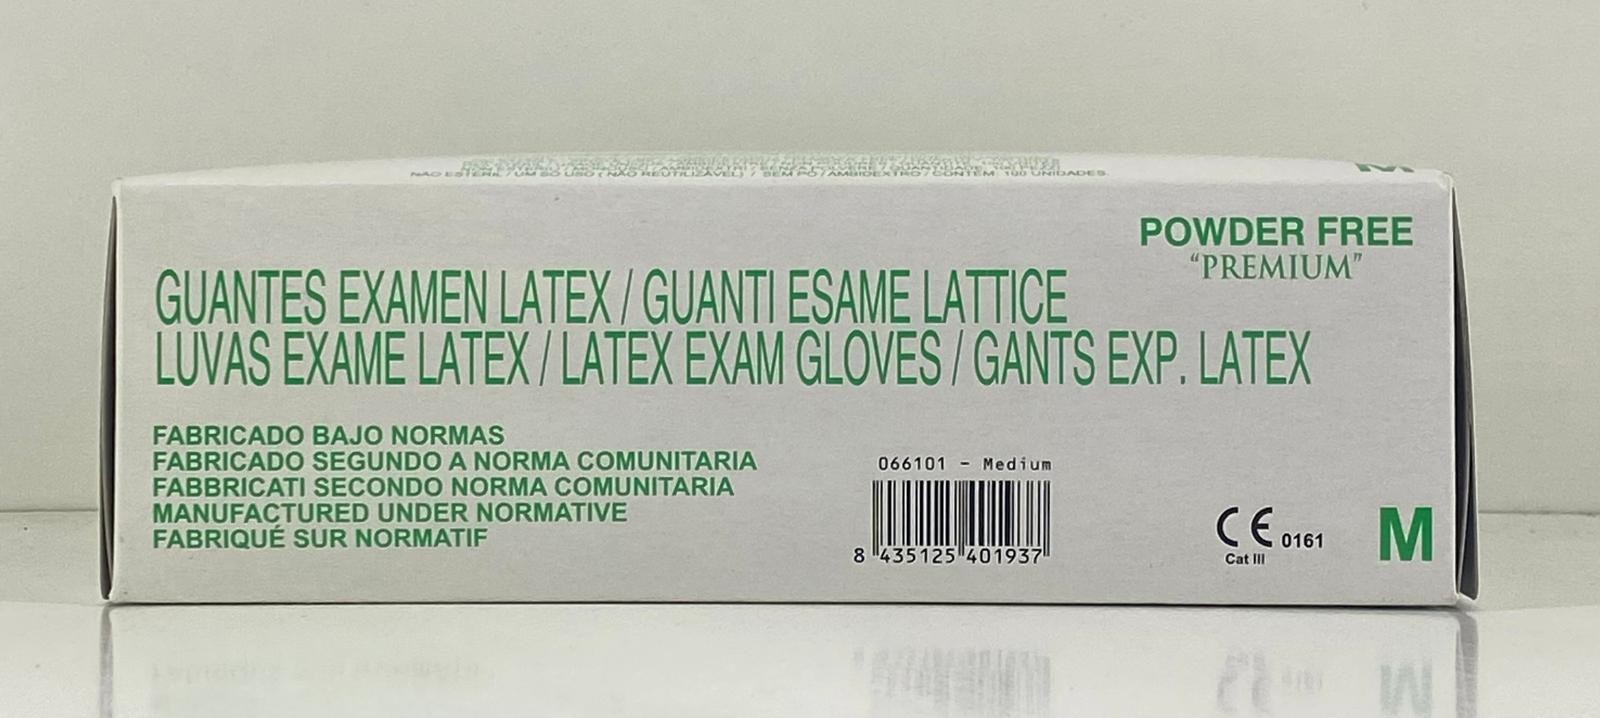 NÃO ESTÉRIL / UM SO USO ( NÃO REUTILIZÁVEL) / SEM PÓ / AMBIDEXTRO / CONTEM 100 UNIDADES.
M
POWDER FREE
“PREMIUM”
GUANTES EXAMEN LATEX / GUANTI ESAME LATTICE
LUVAS EXAME LATEX / LATEX EXAM GLOVES / GANTS EXP. LATEX
FABRICADO BAJO NORMAS
FABRICADO SEGUNDO A NORMA COMUNITARIA
FABBRICATI SECONDO NORMA COMUNITARIA
MANUFACTURED UNDER NORMATIVE
FABRIQUÉ SUR NORMATIF
066101 - Medium
8 435125 401937
CE 0161
Cat III
M